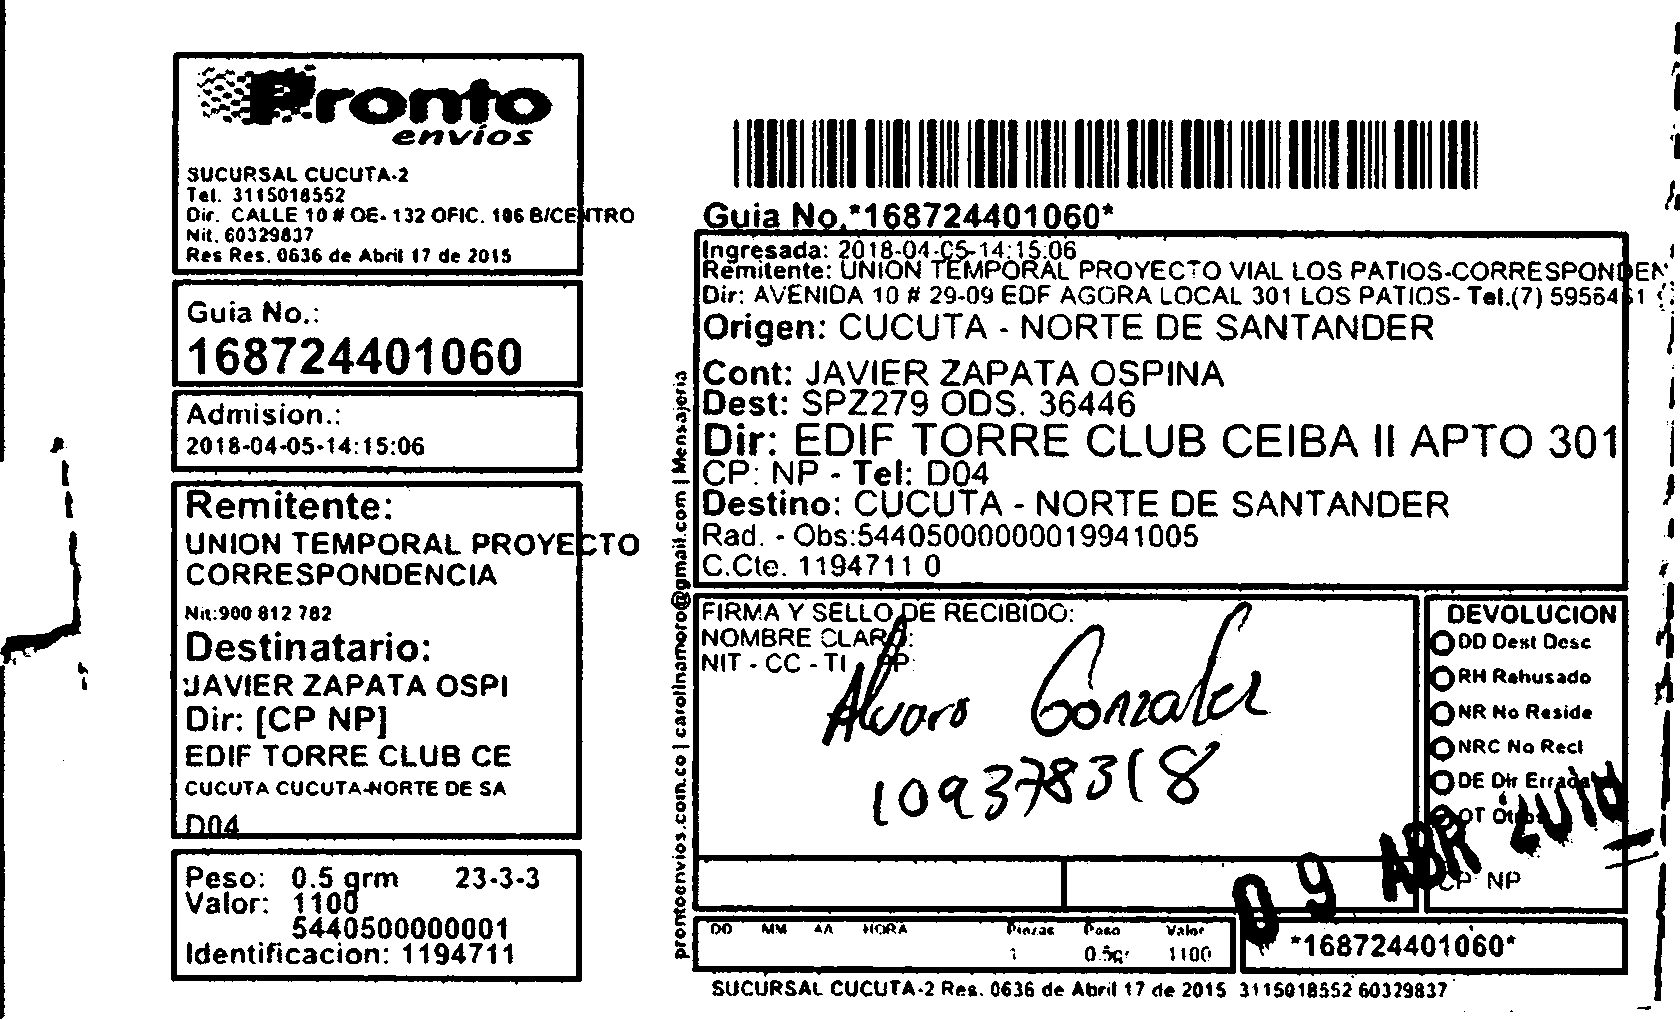 Pronto
envíos
SUCURSAL CUCUTA-2
Tel. 3115018552
Dir. CALLE 10 # OE- 132 OFIC. 106 B/CENTRO
Nit. 60329837
Res Res. 0636 de Abril 17 de 2015
Guia No.:
168724401060
Admision.:
2018-04-05-14:15:06
Remitente:
UNION TEMPORAL PROYECTO
CORRESPONDENCIA
Nit:900 812 782
Destinatario:
JAVIER ZAPATA OSPI
Dir: [CP NP]
EDIF TORRE CLUB CE
CUCUTA CUCUTA-NORTE DE SA
D04
Peso: 0.5 grm 23-3-3
Valor: 1100
5440500000001
Identificacion: 1194711
prontoenvios.com.co | carolinamoro@gmail.com | Mensajeria
Guia No.*168724401060*
Ingresada: 2018-04-05-14:15:06
Remitente: UNION TEMPORAL PROYECTO VIAL LOS PATIOS-CORRESPONDEN
Dir: AVENIDA 10 # 29-09 EDF AGORA LOCAL 301 LOS PATIOS- Tel.(7) 5956451
Origen: CUCUTA - NORTE DE SANTANDER
Cont: JAVIER ZAPATA OSPINA
Dest: SPZ279 ODS. 36446
Dir: EDIF TORRE CLUB CEIBA II APTO 301
CP: NP - Tel: D04
Destino: CUCUTA - NORTE DE SANTANDER
Rad. - Obs:544050000000019941005
C.Cte. 1194711 0
FIRMA Y SELLO DE RECIBIDO:
NOMBRE CLARO:
NIT - CC - TI - PP:
Alvaro Gonzalez
109378318
DEVOLUCION
DD Dest Desc
RH Rehusado
NR No Reside
NRC No Recl
DE Dir Errada
OT Otros
09 ABR 2018
CP: NP
DD MM AA HORA Piezas Peso Valor
1 0.5gr 1100
*168724401060*
SUCURSAL CUCUTA-2 Res. 0636 de Abril 17 de 2015 3115018552 60329837